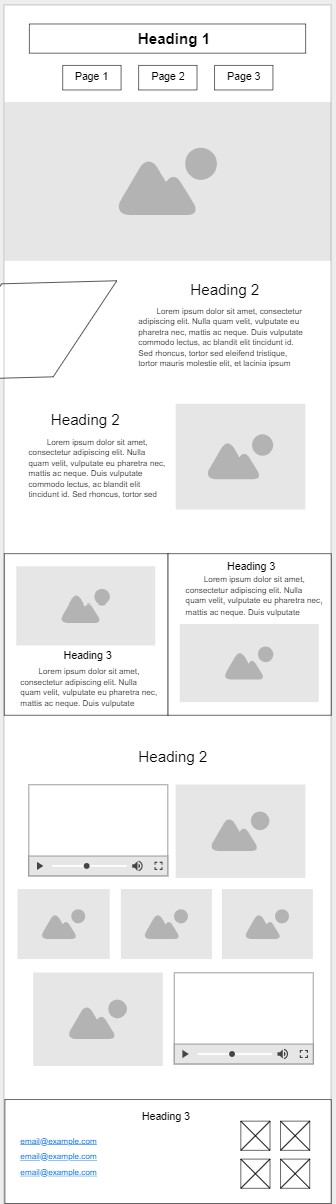 Heading 1
Page 1
Page 2
Page 3
Heading 2
Lorem ipsum dolor sit amet, consectetur
adipiscing elit. Nulla quam velit, vulputate eu
pharetra nec, mattis ac neque. Duis vulputate
commodo lectus, ac blandit elit tincidunt id.
Sed rhoncus, tortor sed eleifend tristique,
tortor mauris molestie elit, et lacinia ipsum
Heading 2
Lorem ipsum dolor sit amet,
consectetur adipiscing elit. Nulla
quam velit, vulputate eu pharetra nec,
mattis ac neque. Duis vulputate
commodo lectus, ac blandit elit
tincidunt id. Sed rhoncus, tortor sed
Heading 3
Lorem ipsum dolor sit amet,
consectetur adipiscing elit. Nulla
quam velit, vulputate eu pharetra nec,
mattis ac neque. Duis vulputate
Heading 3
Lorem ipsum dolor sit amet,
consectetur adipiscing elit. Nulla
quam velit, vulputate eu pharetra nec,
mattis ac neque. Duis vulputate
Heading 2
Heading 3
email@example.com
email@example.com
email@example.com